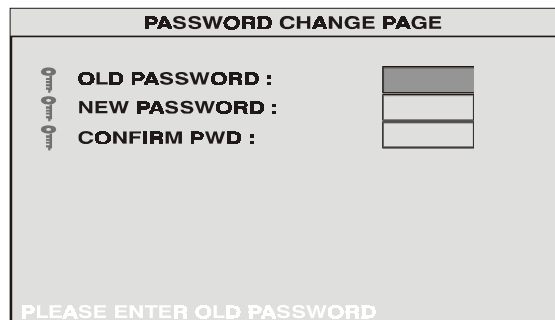 PASSWORD CHANGE PAGE
OLD PASSWORD :
NEW PASSWORD :
CONFIRM PWD :
PLEASE ENTER OLD PASSWORD